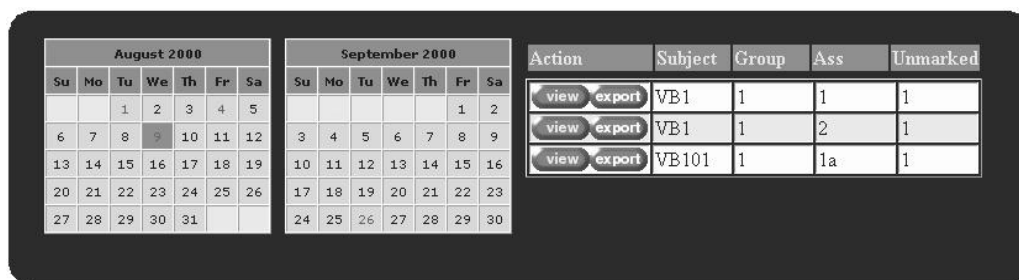 August 2000
Su Mo Tu We Th Fr Sa
1 2 3 4 5
6 7 8 9 10 11 12
13 14 15 16 17 18 19
20 21 22 23 24 25 26
27 28 29 30 31
September 2000
Su Mo Tu We Th Fr Sa
1 2
3 4 5 6 7 8 9
10 11 12 13 14 15 16
17 18 19 20 21 22 23
24 25 26 27 28 29 30
Action Subject Group Ass Unmarked
view export VB1 1 1 1
view export VB1 1 2 1
view export VB101 1 1a 1